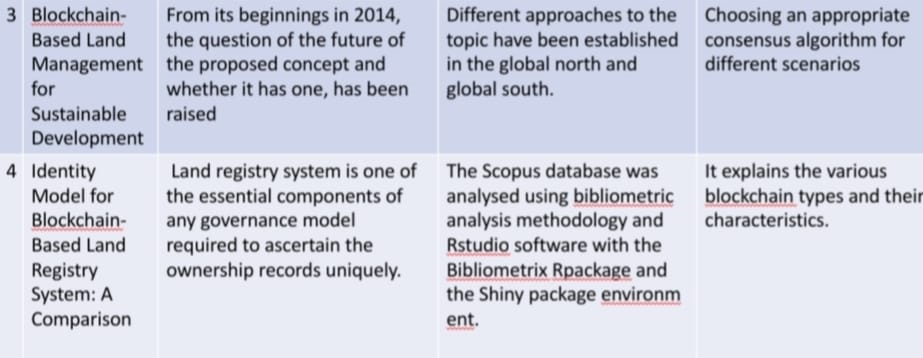 3 Blockchain-
Based Land
Management
for
Sustainable
Development
From its beginnings in 2014,
the question of the future of
the proposed concept and
whether it has one, has been
raised
Different approaches to the
topic have been established
in the global north and
global south.
Choosing an appropriate
consensus algorithm for
different scenarios
4 Identity
Model for
Blockchain-
Based Land
Registry
System: A
Comparison
Land registry system is one of
the essential components of
any governance model
required to ascertain the
ownership records uniquely.
The Scopus database was
analysed using bibliometric
analysis methodology and
Rstudio software with the
Bibliometrix Rpackage and
the Shiny package environm
ent.
It explains the various
blockchain types and their
characteristics.